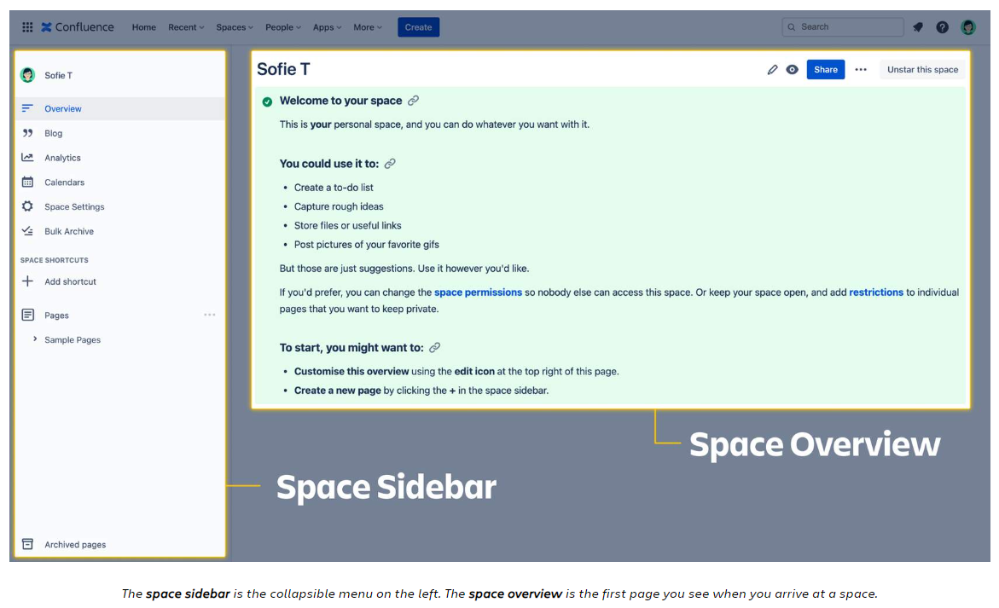 Confluence Home Recent Spaces People Apps More Create Search
Sofie T
Overview
Blog
Analytics
Calendars
Space Settings
Bulk Archive
SPACE SHORTCUTS
Add shortcut
Pages
Sample Pages
Archived pages
Sofie T Share Unstar this space
Welcome to your space
This is your personal space, and you can do whatever you want with it.
You could use it to:
• Create a to-do list
• Capture rough ideas
• Store files or useful links
• Post pictures of your favorite gifs
But those are just suggestions. Use it however you'd like.
If you'd prefer, you can change the space permissions so nobody else can access this space. Or keep your space open, and add restrictions to individual
pages that you want to keep private.
To start, you might want to:
• Customise this overview using the edit icon at the top right of this page.
• Create a new page by clicking the + in the space sidebar.
Space Overview
Space Sidebar
The space sidebar is the collapsible menu on the left. The space overview is the first page you see when you arrive at a space.